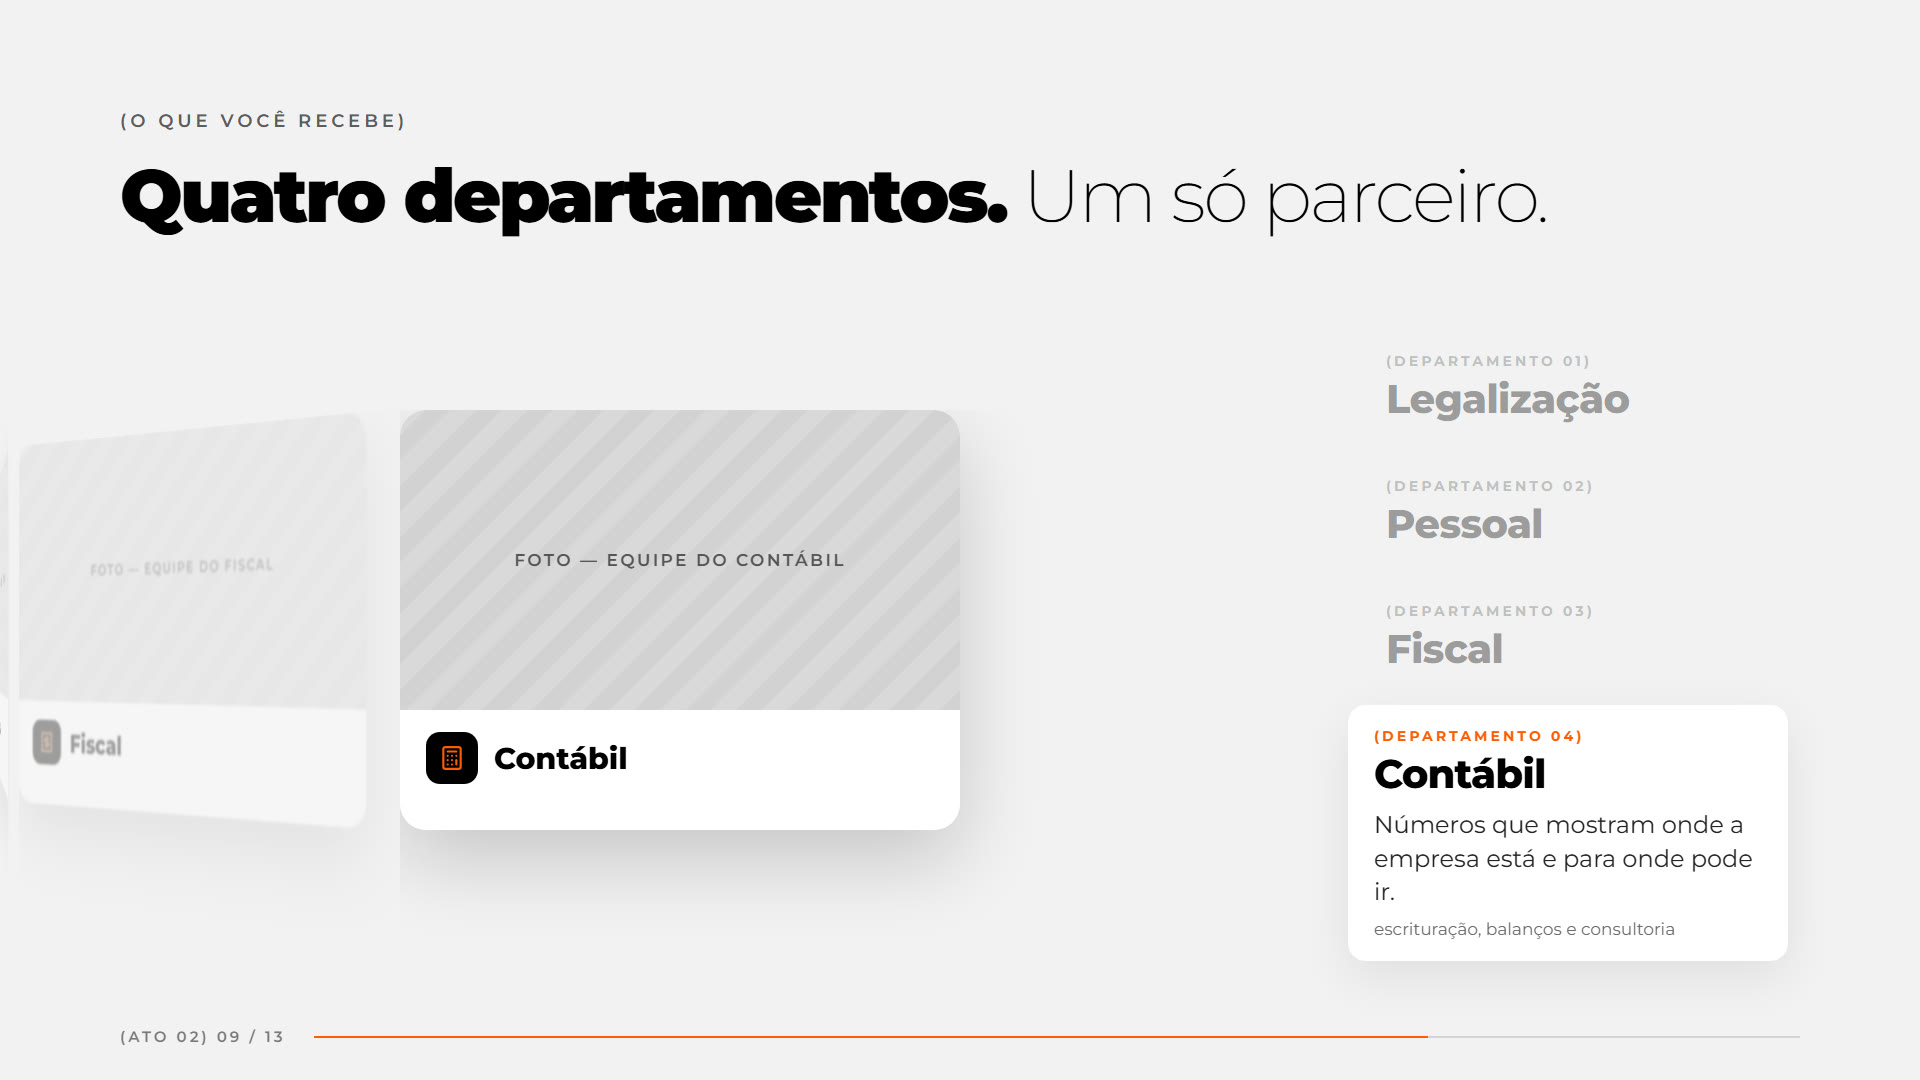 (O QUE VOCÊ RECEBE)
Quatro departamentos. Um só parceiro.
FOTO — EQUIPE DO FISCAL
Fiscal
FOTO — EQUIPE DO CONTÁBIL
Contábil
(DEPARTAMENTO 01)
Legalização
(DEPARTAMENTO 02)
Pessoal
(DEPARTAMENTO 03)
Fiscal
(DEPARTAMENTO 04)
Contábil
Números que mostram onde a
empresa está e para onde pode
ir.
escrituração, balanços e consultoria
(ATO 02) 09 / 13